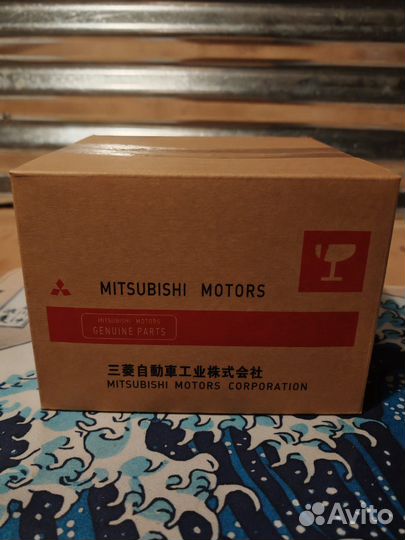 MITSUBISHI MOTORS
MITSUBISHI MOTORS
GENUINE PARTS
三菱自動車工業株式会社
MITSUBISHI MOTORS CORPORATION
Avito